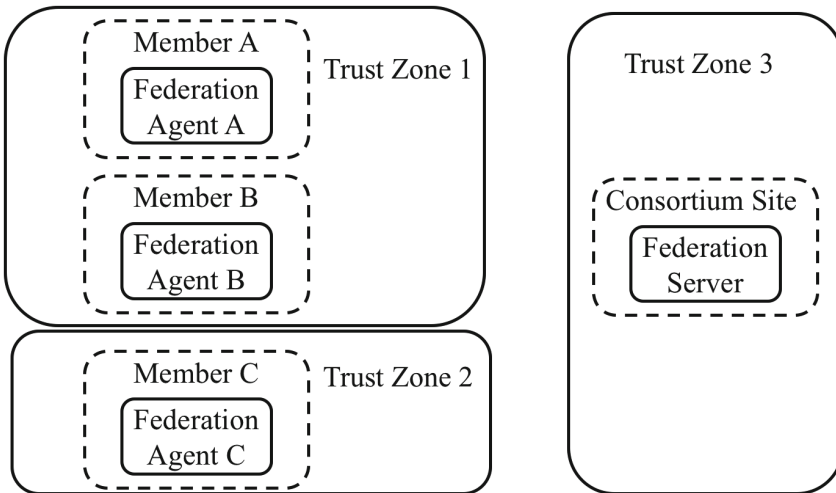 Member A
Federation
Agent A
Trust Zone 1
Member B
Federation
Agent B
Member C
Federation
Agent C
Trust Zone 2
Trust Zone 3
Consortium Site
Federation
Server